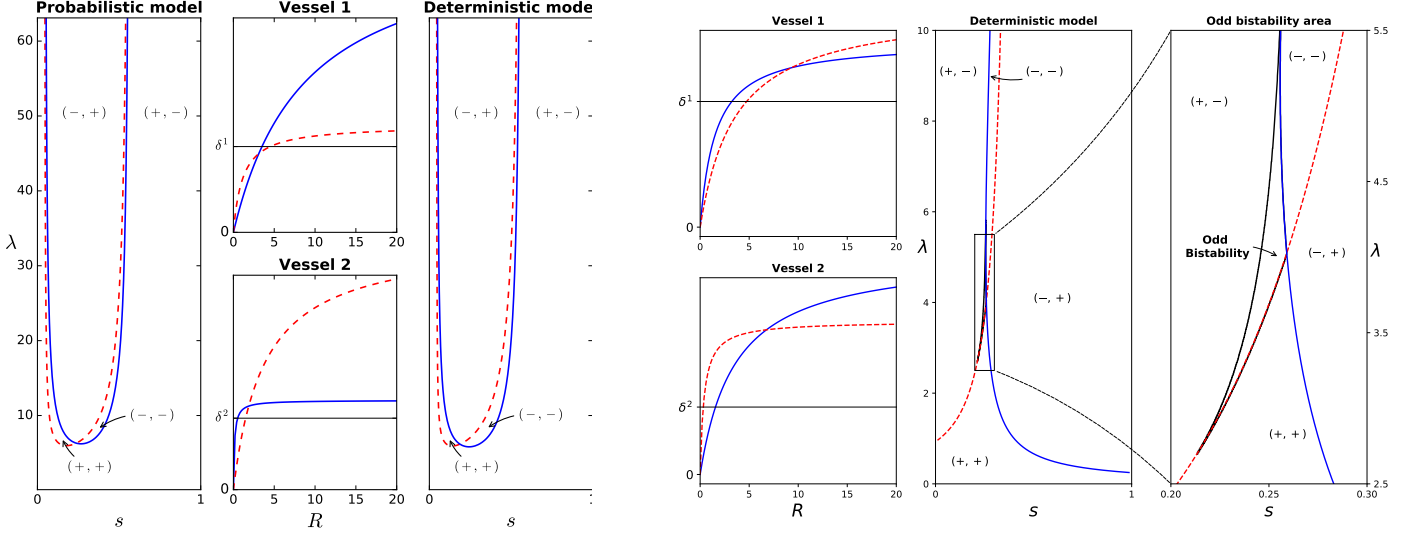 Probabilistic model
60
50
40
30
20
10
λ
0
1
s
(−, +)
(+, −)
(−, −)
(+, +)
Vessel 1
δ¹
0
0
5
10
15
20
Vessel 2
δ²
0
0
5
10
15
20
R
Deterministic mode
(−, +)
(+, −)
(−, −)
(+, +)
0
1
s
Vessel 1
δ¹
0
0
5
10
15
20
Vessel 2
δ²
0
0
5
10
15
20
R
Deterministic model
10
8
6
4
2
0
λ
(+, −)
(−, −)
(−, +)
(+, +)
0
1
s
Odd bistability area
(−, −)
(+, −)
Odd
Bistability
(−, +)
(+, +)
5.5
4.5
3.5
2.5
λ
0.20
0.25
0.30
s